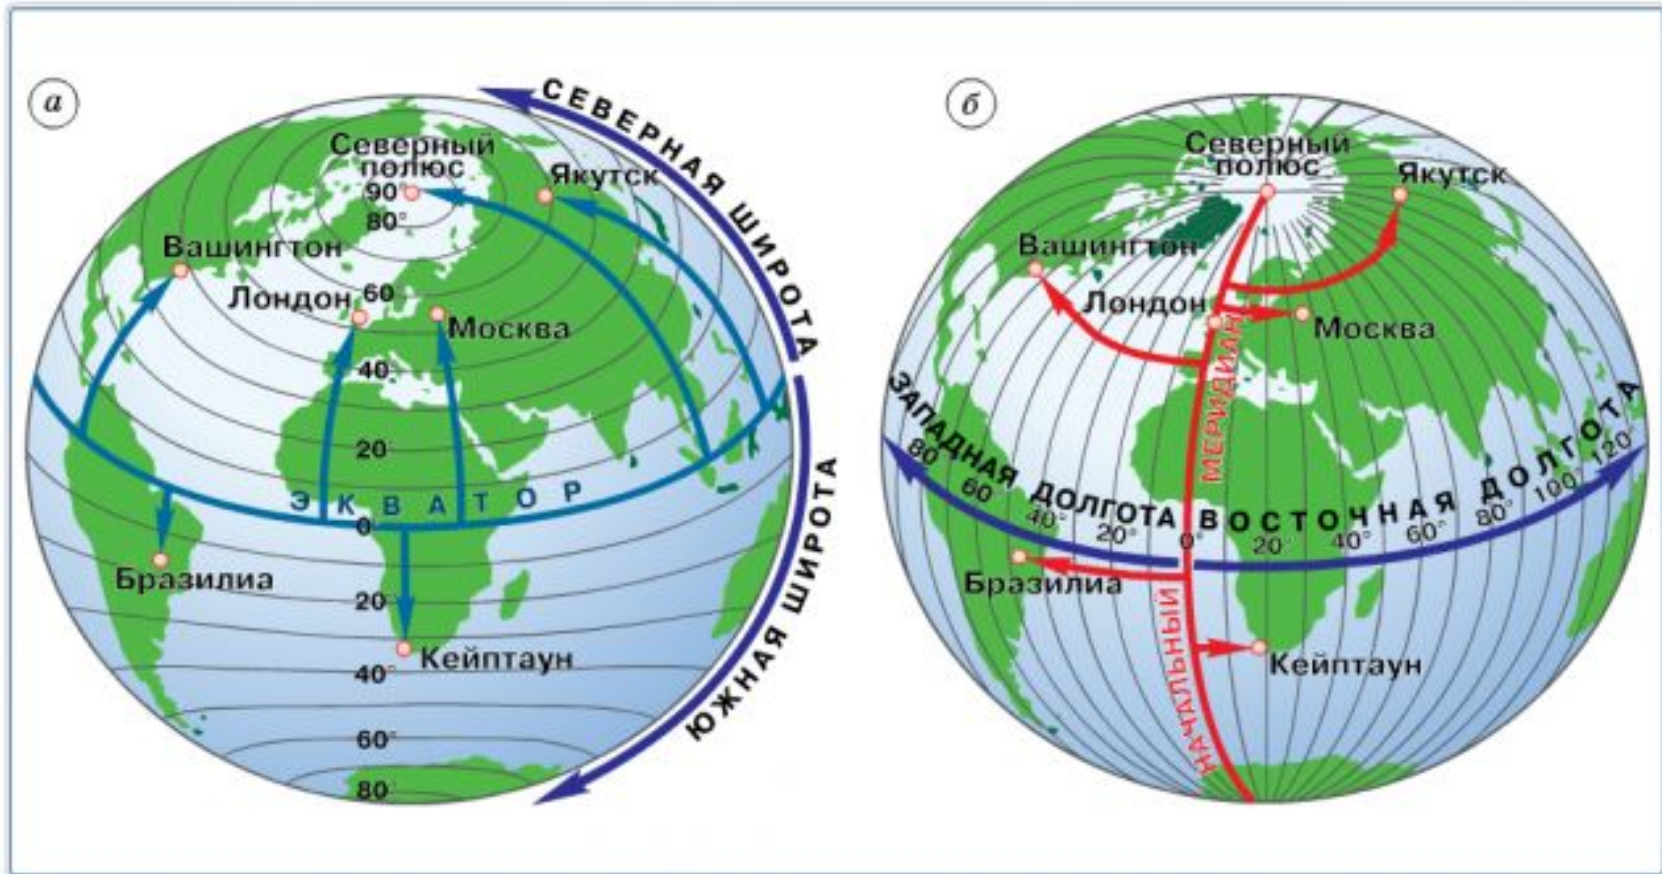 а
СЕВЕРНАЯ ШИРОТА
Северный
полюс
90°
80°
Якутск
Вашингтон
60°
Лондон
Москва
40°
20°
ЭКВАТОР
0°
Бразилиа
20°
Кейптаун
40°
60°
80°
ЮЖНАЯ ШИРОТА
б
Северный
полюс
Якутск
Вашингтон
Лондон
Москва
МЕРИДИАН
ЗАПАДНАЯ ДОЛГОТА
ВОСТОЧНАЯ ДОЛГОТА
80°
60°
40°
20°
0°
20°
40°
60°
80°
100°
120°
Бразилиа
НАЧАЛЬНЫЙ
Кейптаун